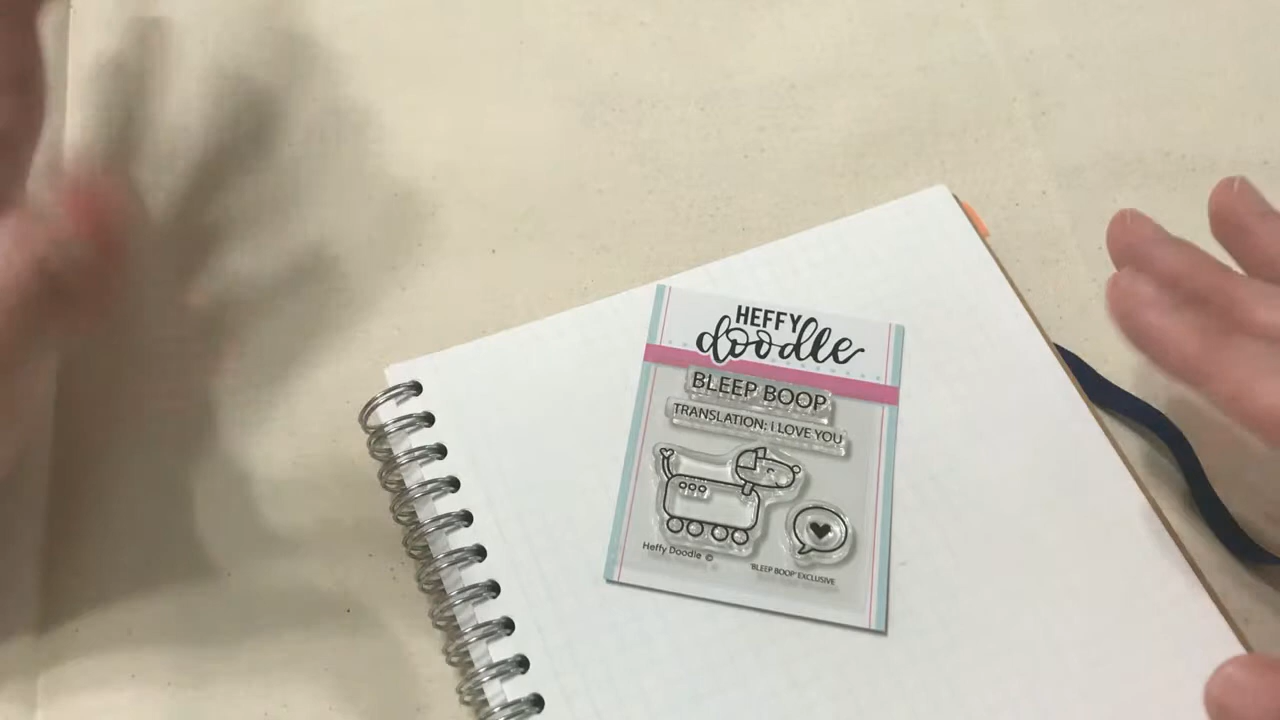 HEFFY
doodle
BLEEP BOOP
TRANSLATION: I LOVE YOU
Heffy Doodle ©
'BLEEP BOOP' EXCLUSIVE